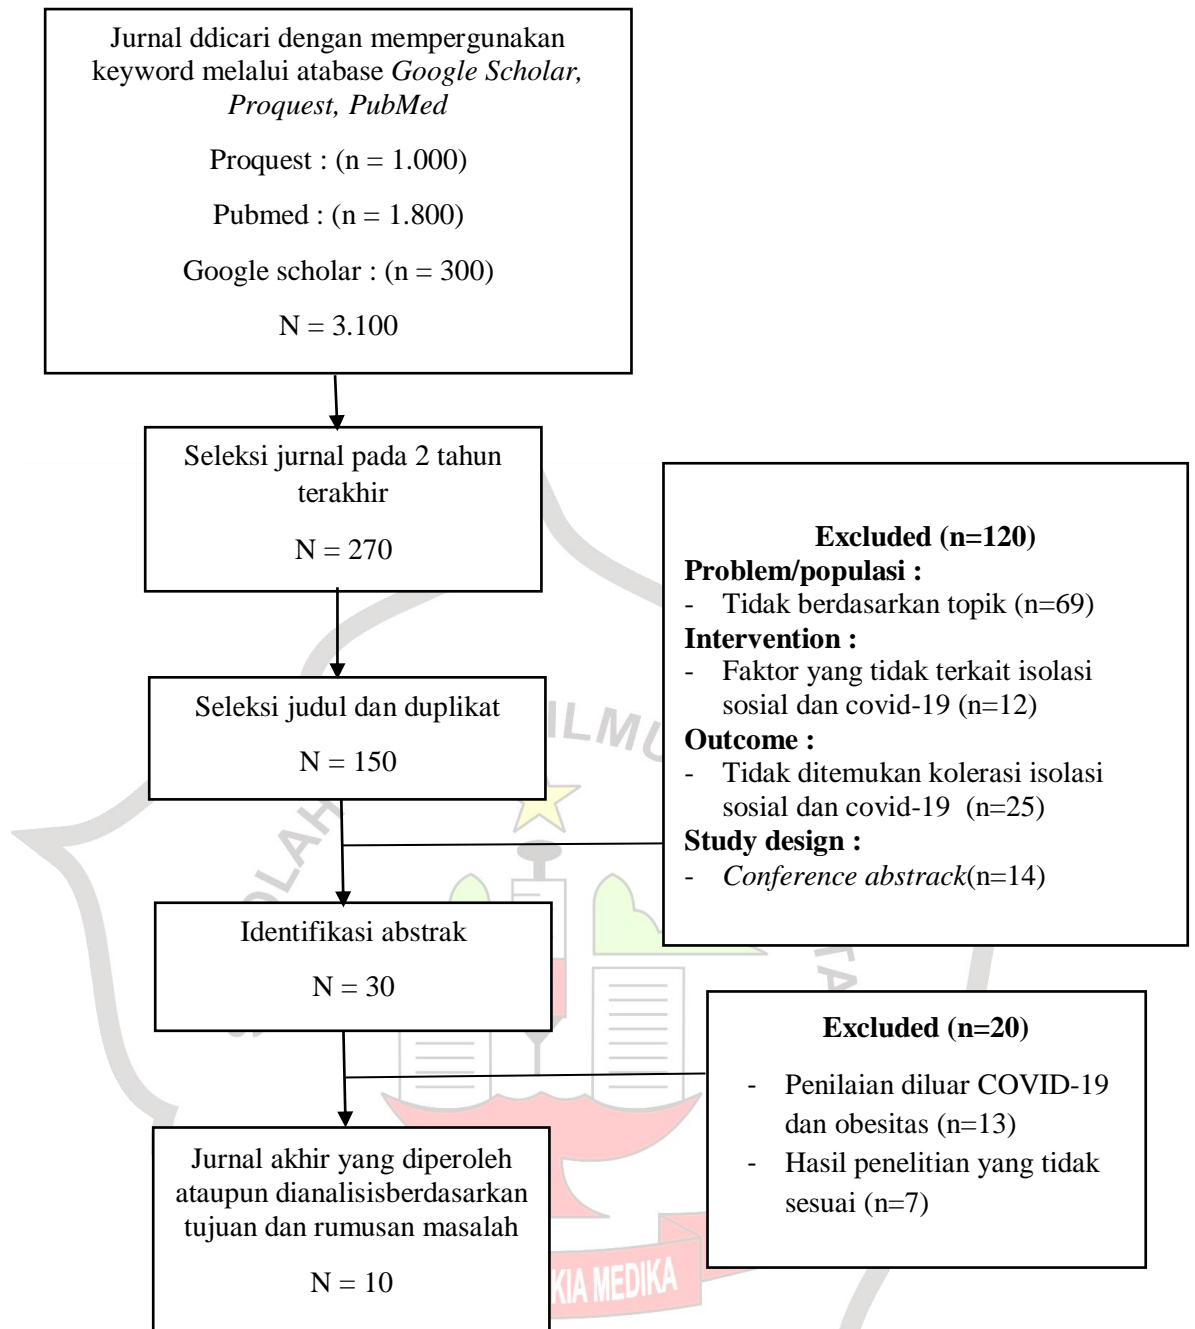 Jurnal ddicari dengan mempergunakan
keyword melalui atabase Google Scholar,
Proquest, PubMed
Proquest : (n = 1.000)
Pubmed : (n = 1.800)
Google scholar : (n = 300)
N = 3.100
Seleksi jurnal pada 2 tahun
terakhir
N = 270
Seleksi judul dan duplikat
N = 150
Excluded (n=120)
Problem/populasi :
- Tidak berdasarkan topik (n=69)
Intervention :
- Faktor yang tidak terkait isolasi
sosial dan covid-19 (n=12)
Outcome :
- Tidak ditemukan kolerasi isolasi
sosial dan covid-19 (n=25)
Study design :
- Conference abstrack(n=14)
Identifikasi abstrak
N = 30
Excluded (n=20)
- Penilaian diluar COVID-19
dan obesitas (n=13)
- Hasil penelitian yang tidak
sesuai (n=7)
Jurnal akhir yang diperoleh
ataupun dianalisisberdasarkan
tujuan dan rumusan masalah
N = 10
MEDIKA